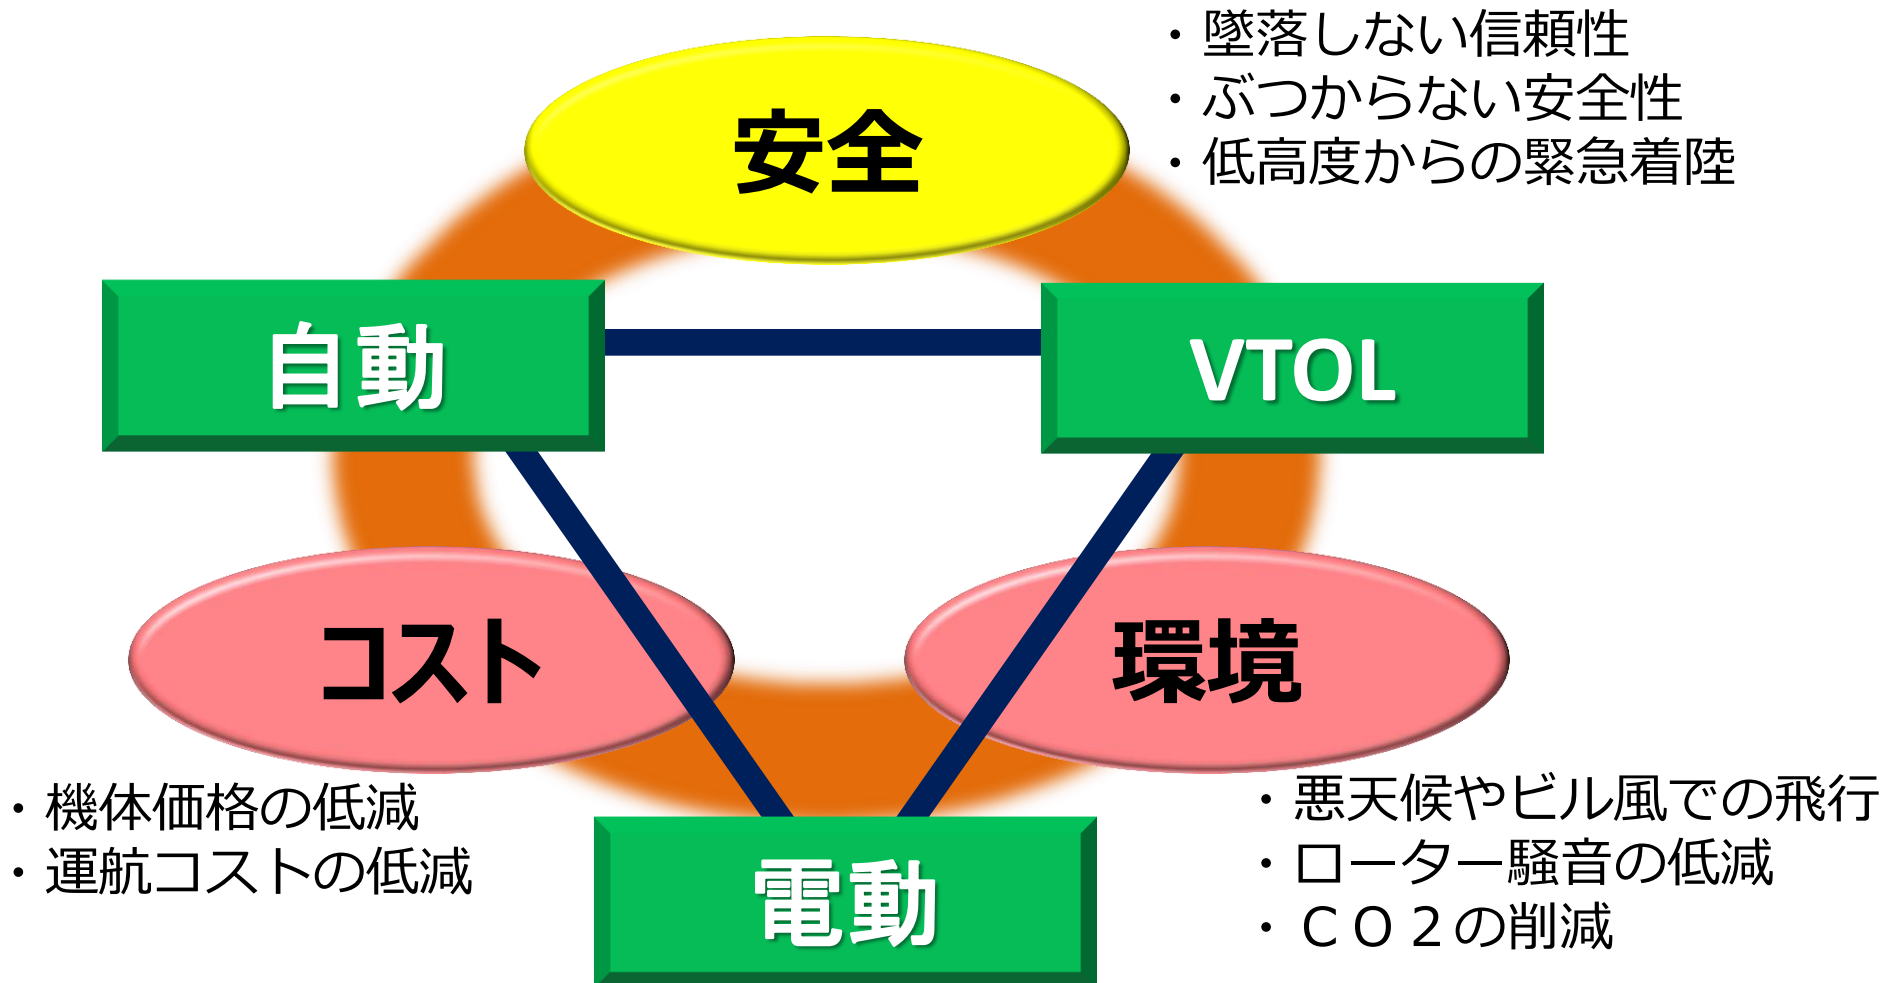 ・墜落しない信頼性
・ぶつからない安全性
・低高度からの緊急着陸
安全
自動
VTOL
コスト
環境
・機体価格の低減
・運航コストの低減
・悪天候やビル風での飛行
・ローター騒音の低減
・ＣＯ２の削減
電動